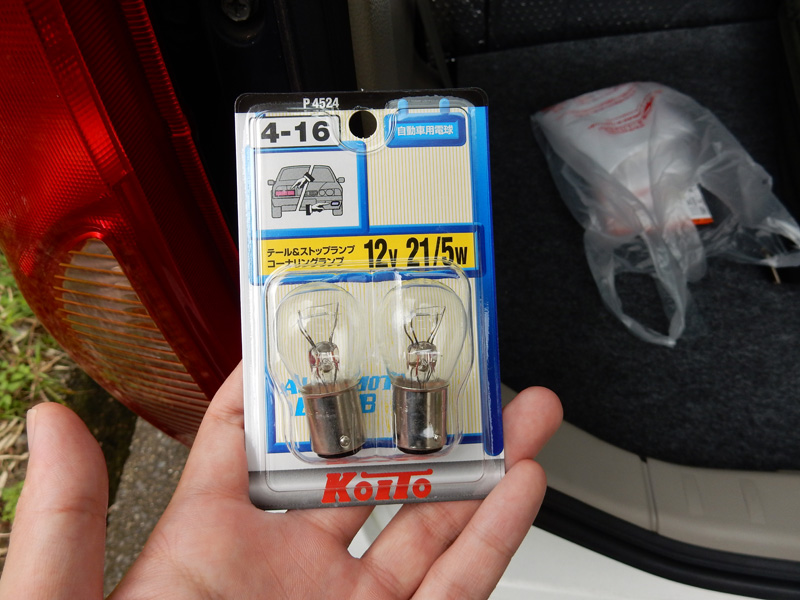 P4524
4-16
自動車用電球
テール&ストップランプ
コーナリングランプ
12V 21/5W
KOITO